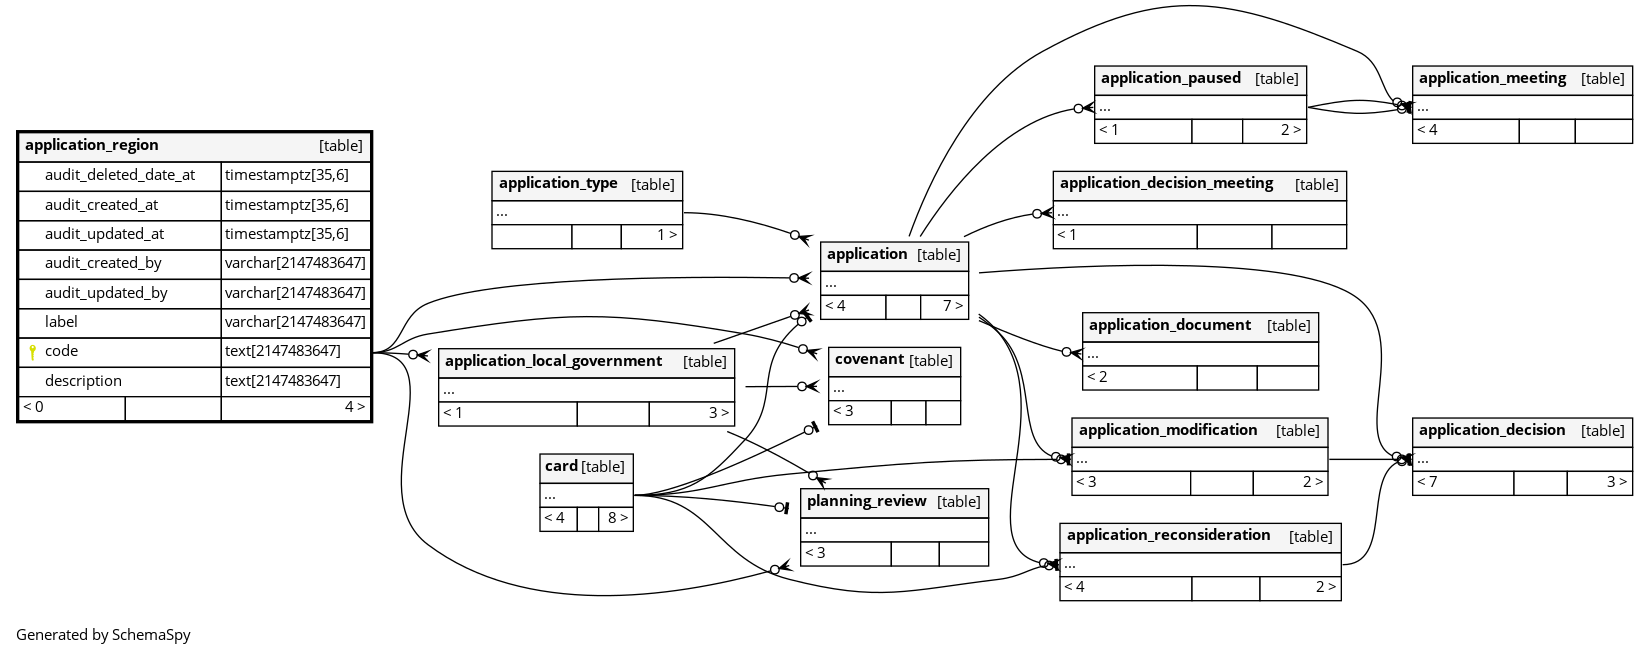 application_region [table]
audit_deleted_date_at timestamptz[35,6]
audit_created_at timestamptz[35,6]
audit_updated_at timestamptz[35,6]
audit_created_by varchar[2147483647]
audit_updated_by varchar[2147483647]
label varchar[2147483647]
code text[2147483647]
description text[2147483647]
< 0 4 >
application_type [table]
...
1 >
application_local_government [table]
...
< 1 3 >
card [table]
...
< 4 8 >
application [table]
...
< 4 7 >
covenant [table]
...
< 3
planning_review [table]
...
< 3
application_paused [table]
...
< 1 2 >
application_decision_meeting [table]
...
< 1
application_document [table]
...
< 2
application_modification [table]
...
< 3 2 >
application_reconsideration [table]
...
< 4 2 >
application_meeting [table]
...
< 4
application_decision [table]
...
< 7 3 >
Generated by SchemaSpy